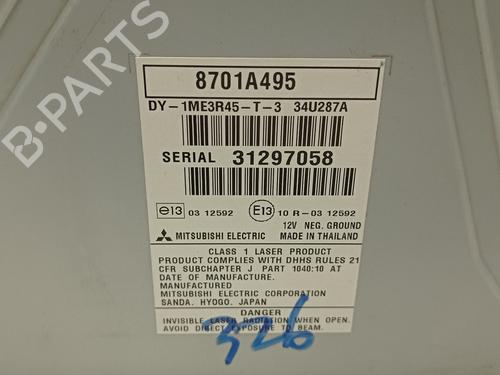 8701A495
DY-1ME3R45-T-3 34U287A
SERIAL 31297058
e13 03 12592 E13 10 R-03 12592
12V NEG. GROUND
MITSUBISHI ELECTRIC MADE IN THAILAND
CLASS 1 LASER PRODUCT
PRODUCT COMPLIES WITH DHHS RULES 21
CFR SUBCHAPTER J PART 1040:10 AT
DATE OF MANUFACTURE.
MANUFACTURED
MITSUBISHI ELECTRIC CORPORATION
SANDA. HYOGO. JAPAN
DANGER
INVISIBLE LASER RADIATION WHEN OPEN.
AVOID DIRECT EXPOSURE TO BEAM.
326
B-PARTS